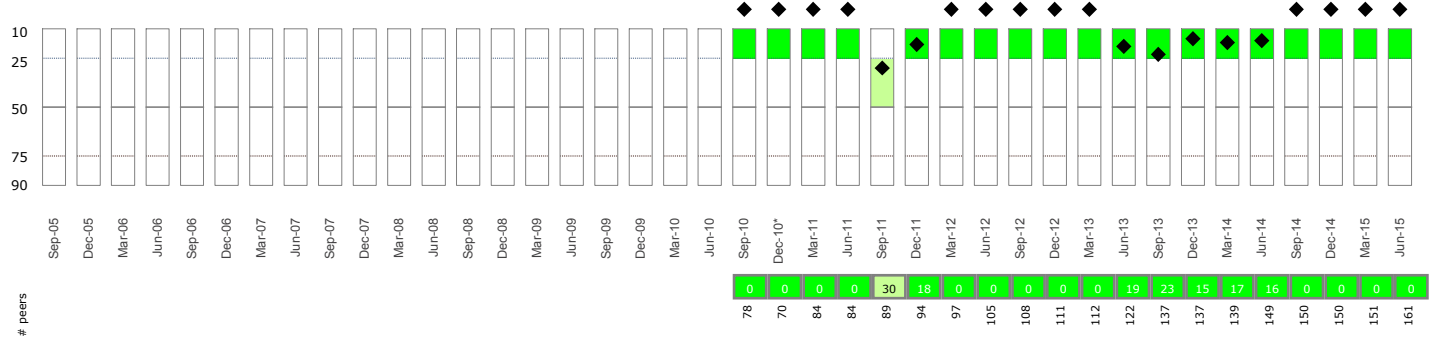 10
25
50
75
90
Sep-05 Dec-05 Mar-06 Jun-06 Sep-06 Dec-06 Mar-07 Jun-07 Sep-07 Dec-07 Mar-08 Jun-08 Sep-08 Dec-08 Mar-09 Jun-09 Sep-09 Dec-09 Mar-10 Jun-10 Sep-10 Dec-10* Mar-11 Jun-11 Sep-11 Dec-11 Mar-12 Jun-12 Sep-12 Dec-12 Mar-13 Jun-13 Sep-13 Dec-13 Mar-14 Jun-14 Sep-14 Dec-14 Mar-15 Jun-15
0 0 0 0 30 18 0 0 0 0 0 19 23 15 17 16 0 0 0 0
# peers 78 70 84 84 89 94 97 105 108 111 112 122 137 137 139 149 150 150 151 161